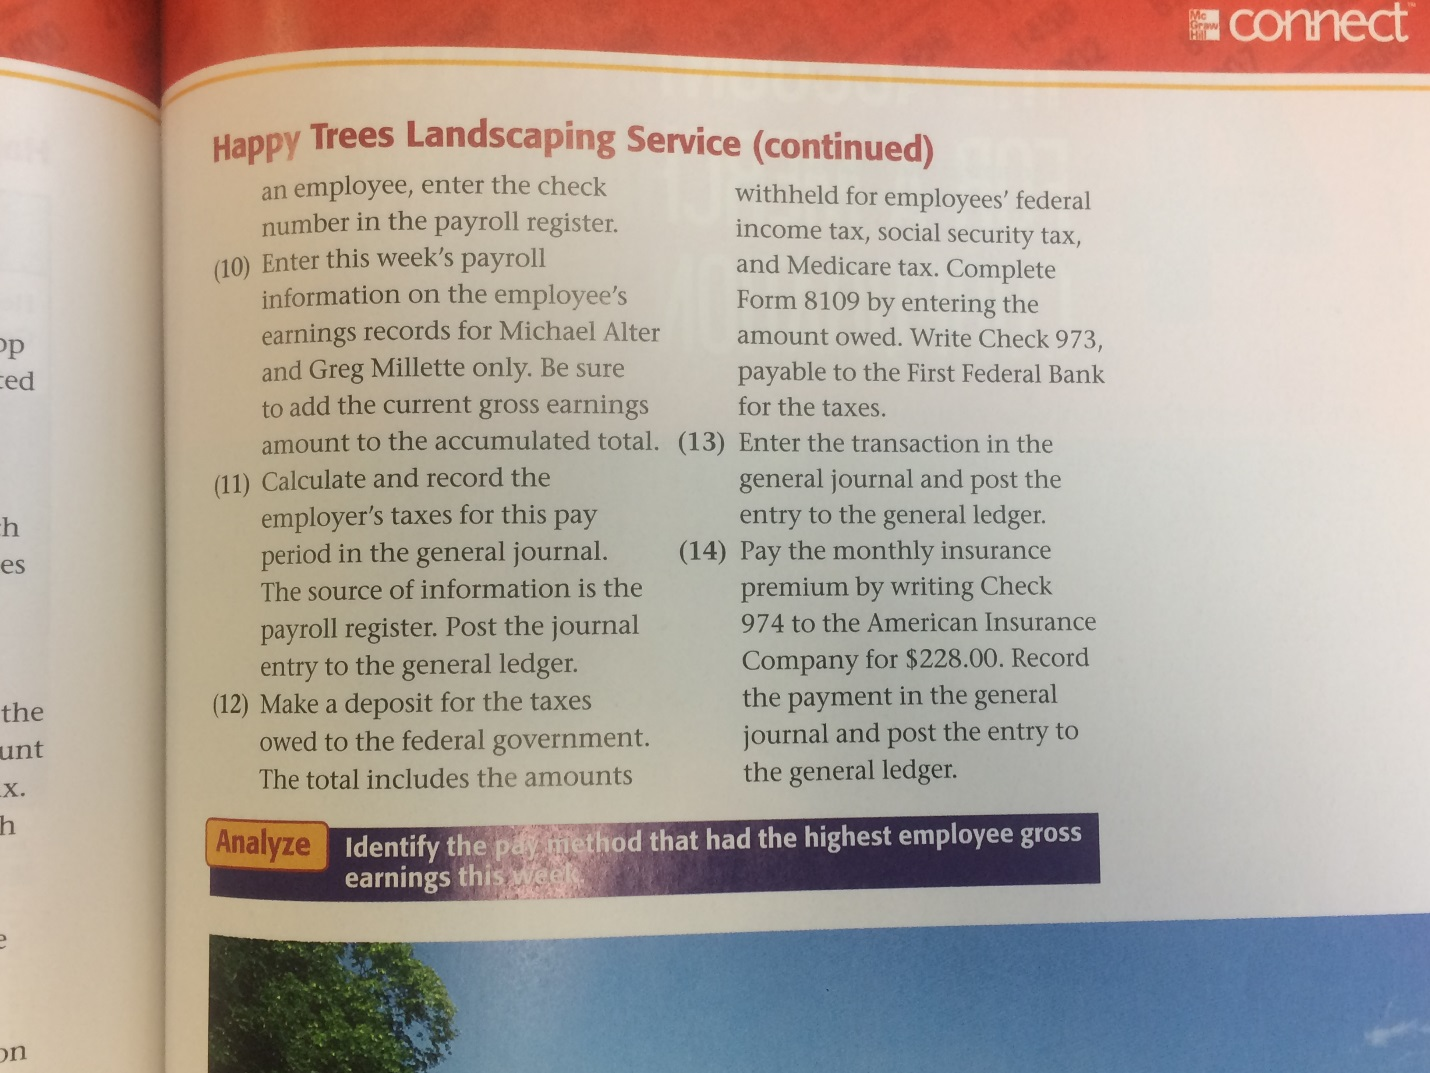 Mc Graw Hill connect
Happy Trees Landscaping Service (continued)
an employee, enter the check
number in the payroll register.
(10) Enter this week's payroll
information on the employee's
earnings records for Michael Alter
and Greg Millette only. Be sure
to add the current gross earnings
amount to the accumulated total.
(11) Calculate and record the
employer's taxes for this pay
period in the general journal.
The source of information is the
payroll register. Post the journal
entry to the general ledger.
(12) Make a deposit for the taxes
owed to the federal government.
The total includes the amounts
withheld for employees' federal
income tax, social security tax,
and Medicare tax. Complete
Form 8109 by entering the
amount owed. Write Check 973,
payable to the First Federal Bank
for the taxes.
(13) Enter the transaction in the
general journal and post the
entry to the general ledger.
(14) Pay the monthly insurance
premium by writing Check
974 to the American Insurance
Company for $228.00. Record
the payment in the general
journal and post the entry to
the general ledger.
Analyze Identify the pay method that had the highest employee gross
earnings this week.
the